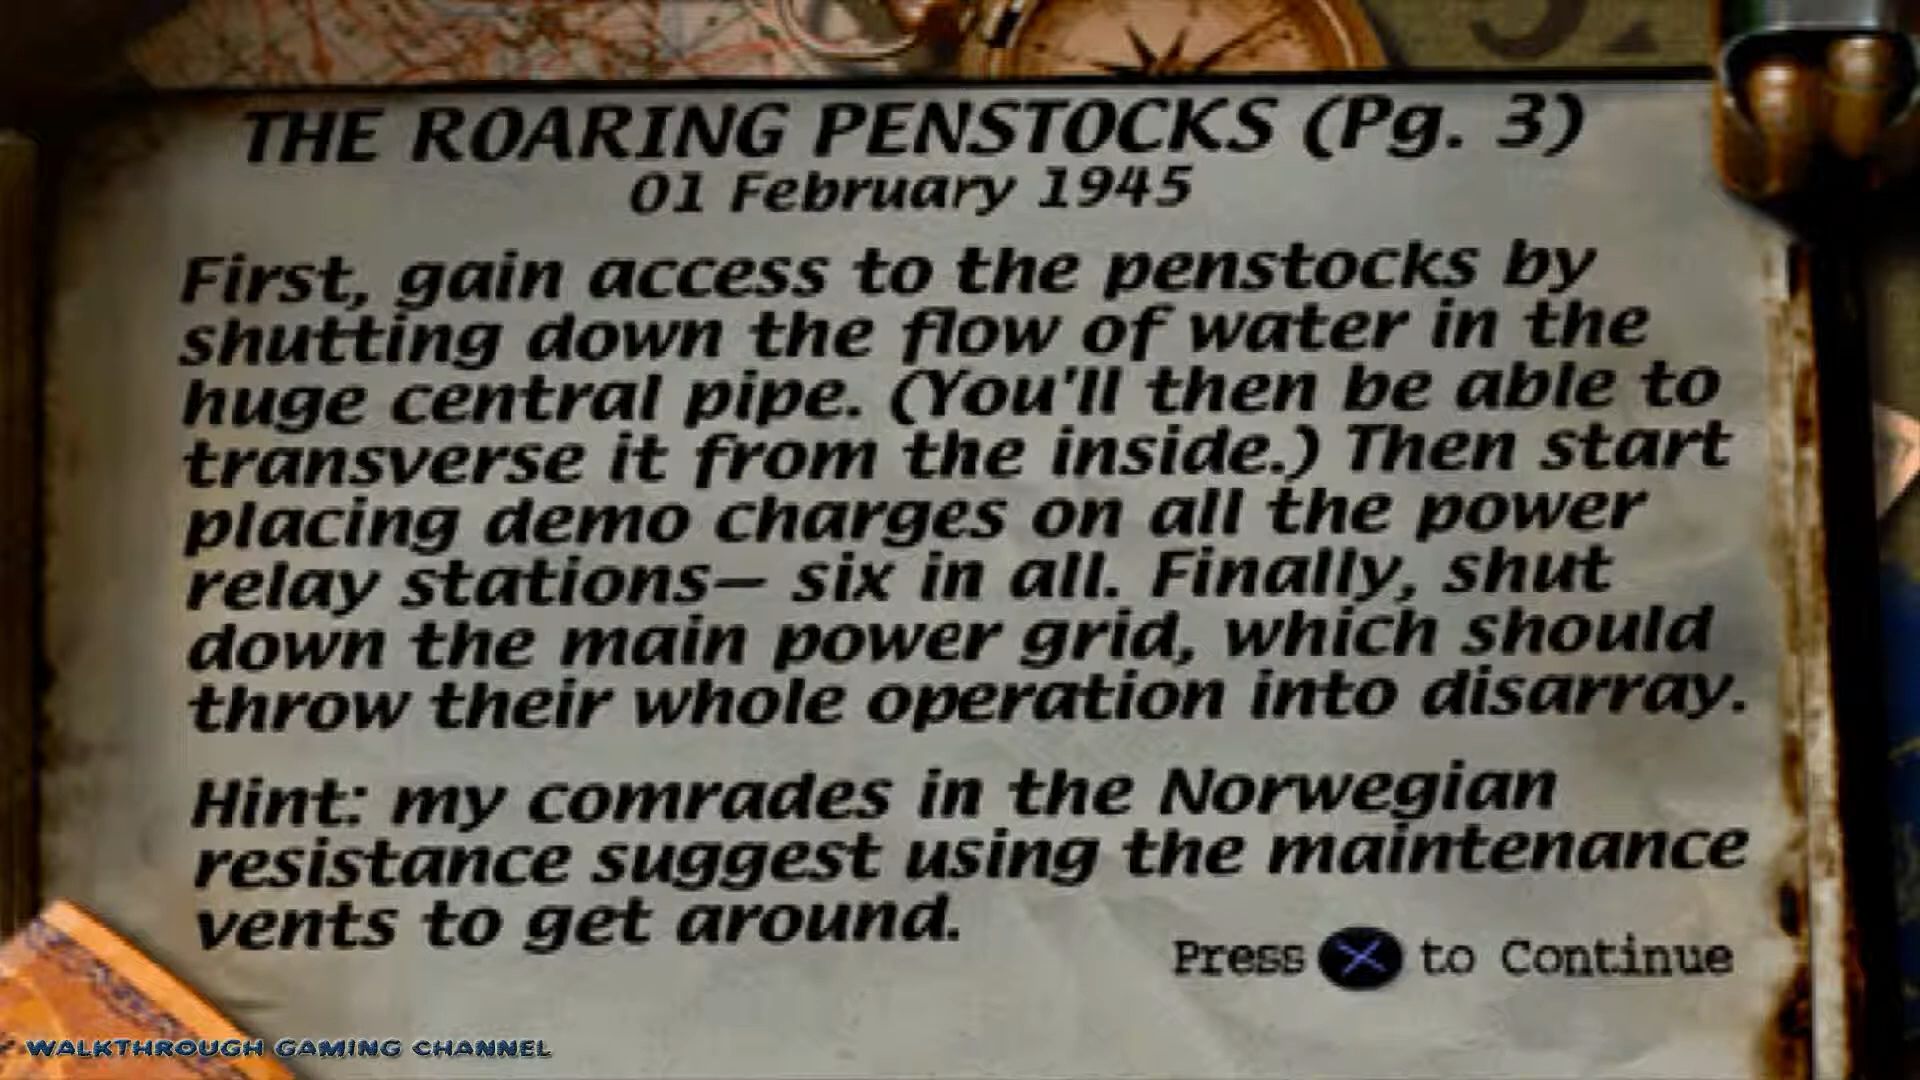 THE ROARING PENSTOCKS (Pg. 3)
01 February 1945
First, gain access to the penstocks by
shutting down the flow of water in the
huge central pipe. (You'll then be able to
transverse it from the inside.) Then start
placing demo charges on all the power
relay stations— six in all. Finally, shut
down the main power grid, which should
throw their whole operation into disarray.
Hint: my comrades in the Norwegian
resistance suggest using the maintenance
vents to get around.
Press X to Continue
WALKTHROUGH GAMING CHANNEL